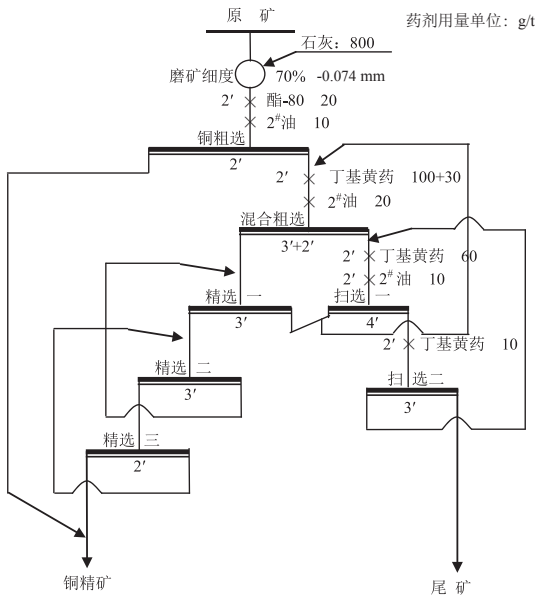 原 矿
药剂用量单位: g/t
石灰: 800
磨矿细度 70% -0.074 mm
2′ 酯-80 20
2#油 10
铜粗选
2′
2′ 丁基黄药 100+30
2#油 20
混合粗选
3′+2′
2′ 丁基黄药 60
2′ 2#油 10
精选 一
扫选 一
3′
4′
2′ 丁基黄药 10
精选 二
扫 选二
3′
3′
精选 三
2′
铜精矿
尾 矿